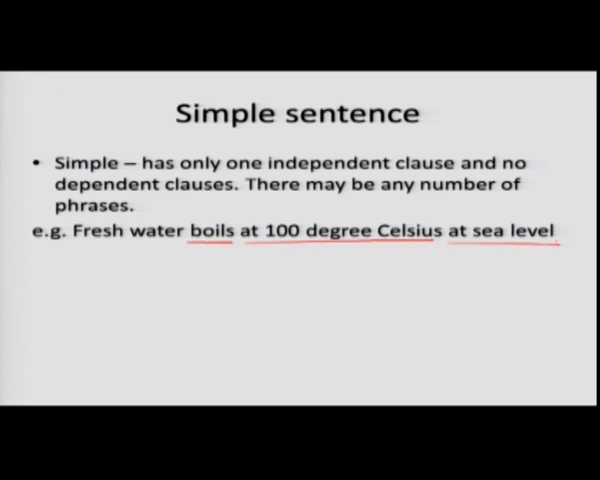 Simple sentence
• Simple – has only one independent clause and no
dependent clauses. There may be any number of
phrases.
e.g. Fresh water boils at 100 degree Celsius at sea level